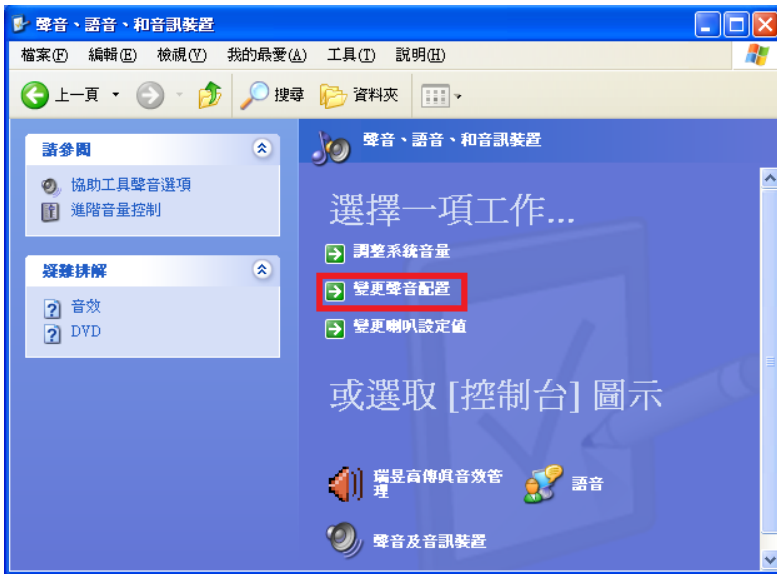 聲音、語音、和音訊裝置
檔案(F) 編輯(E) 檢視(V) 我的最愛(A) 工具(T) 說明(H)
上一頁 搜尋 資料夾
請參閱
協助工具聲音選項
進階音量控制
疑難排解
音效
DVD
聲音、語音、和音訊裝置
選擇一項工作...
調整系統音量
變更聲音配置
變更喇叭設定值
或選取 [控制台] 圖示
瑞昱高傳真音效管
理
語音
聲音及音訊裝置